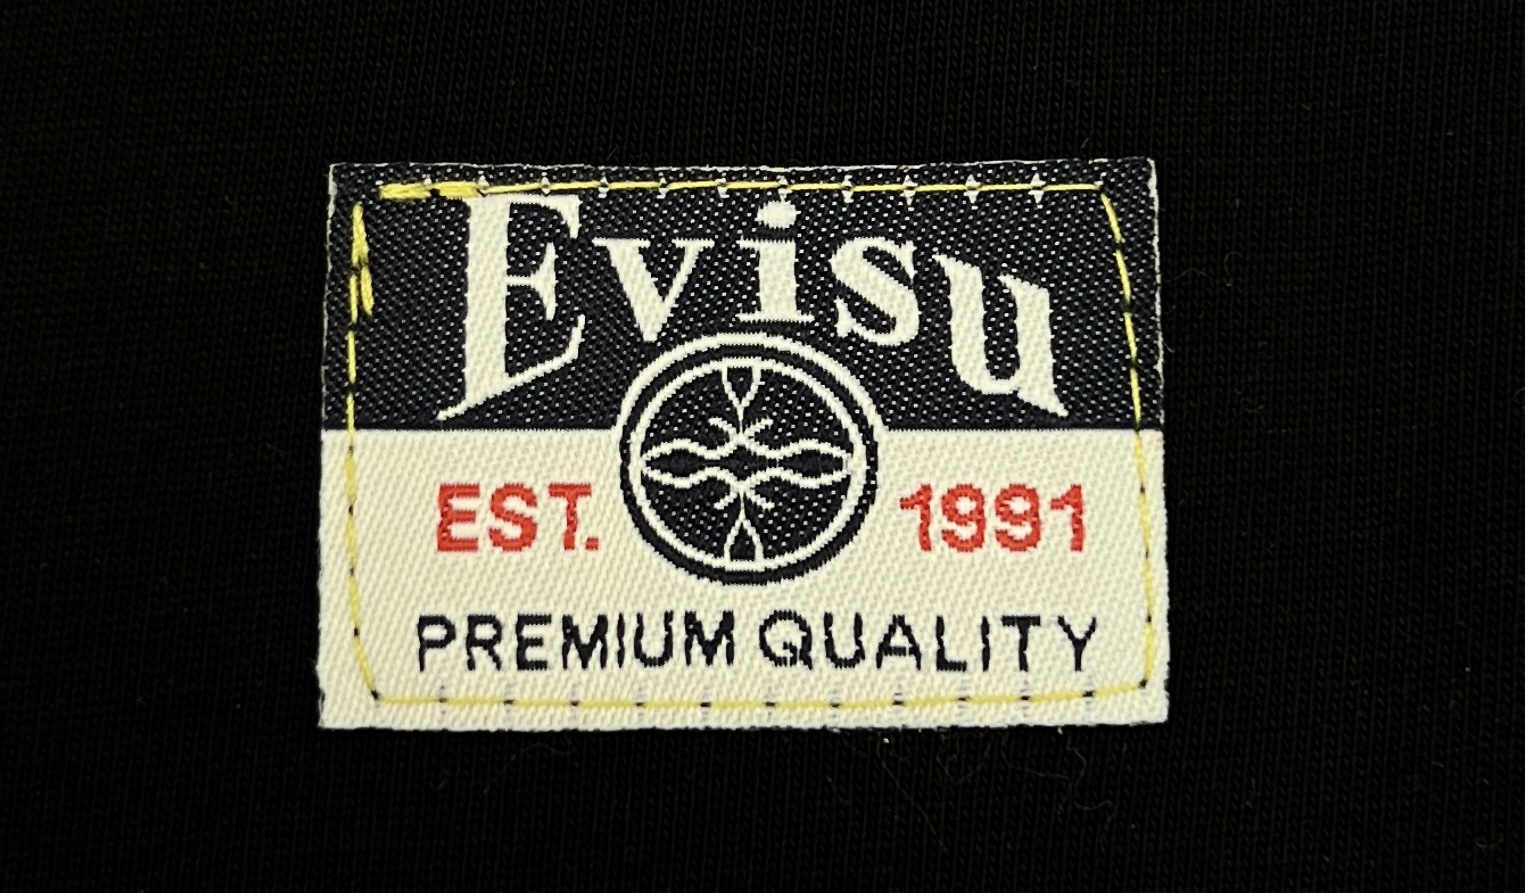 Evisu
EST. 1991
PREMIUM QUALITY